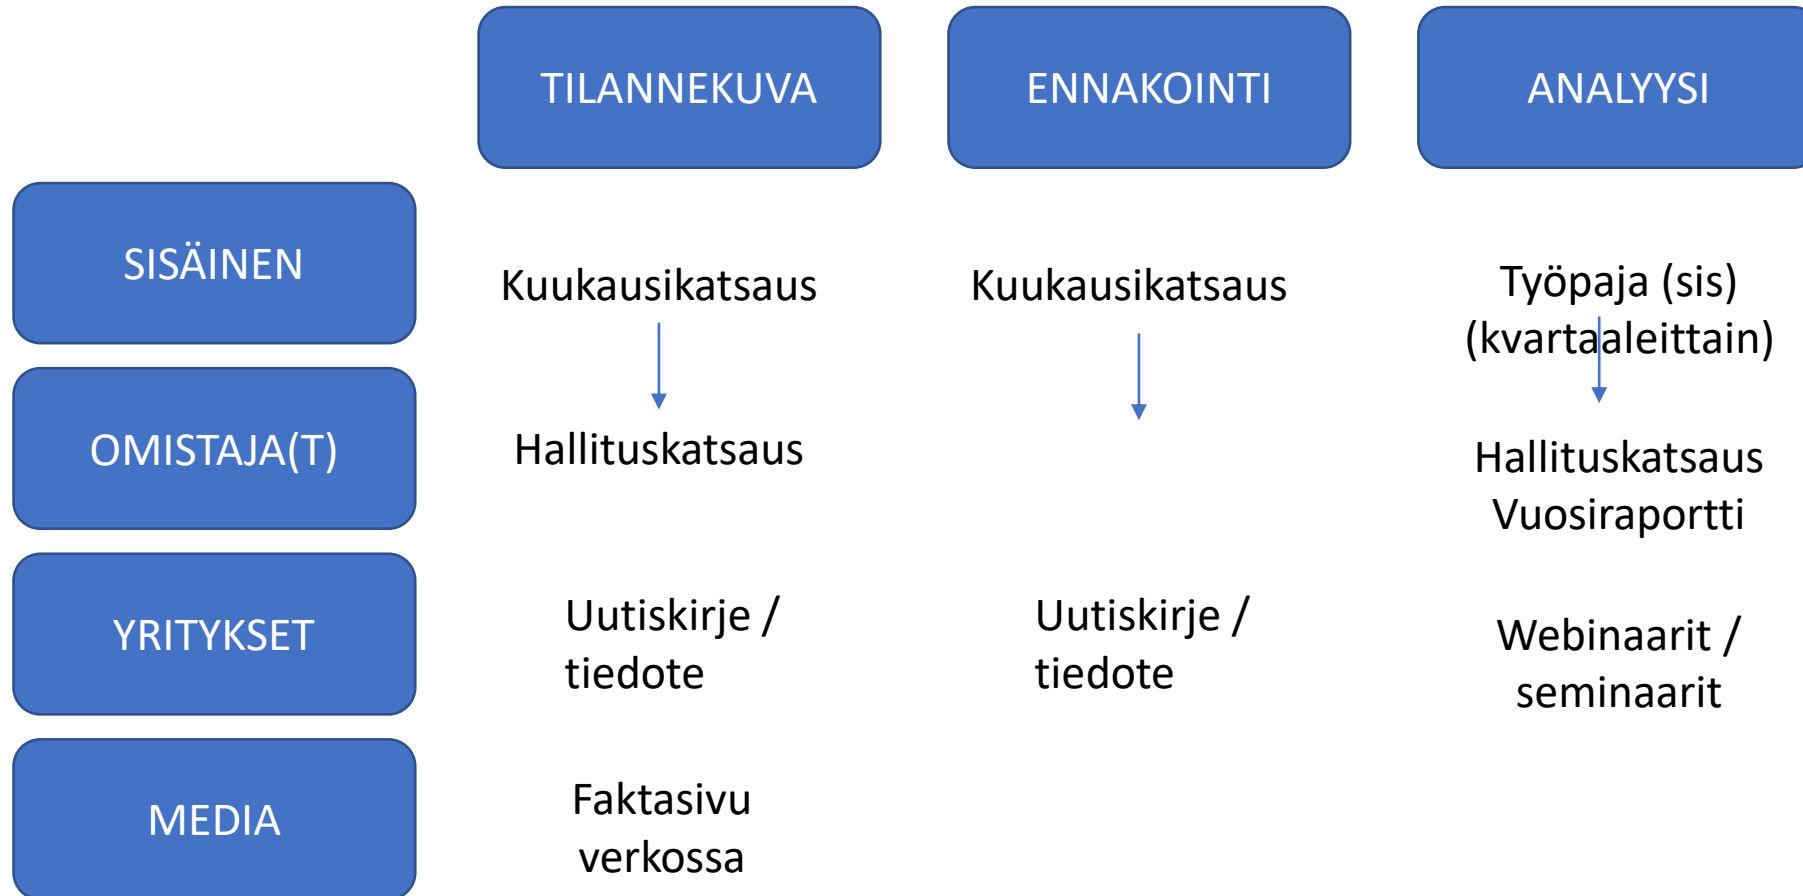 TILANNEKUVA
ENNAKOINTI
ANALYYSI
SISÄINEN
Kuukausikatsaus
Kuukausikatsaus
Työpaja (sis)
(kvartaaleittain)
OMISTAJA(T)
Hallituskatsaus
Hallituskatsaus
Vuosiraportti
YRITYKSET
Uutiskirje /
tiedote
Uutiskirje /
tiedote
Webinaarit /
seminaarit
MEDIA
Faktasivu
verkossa